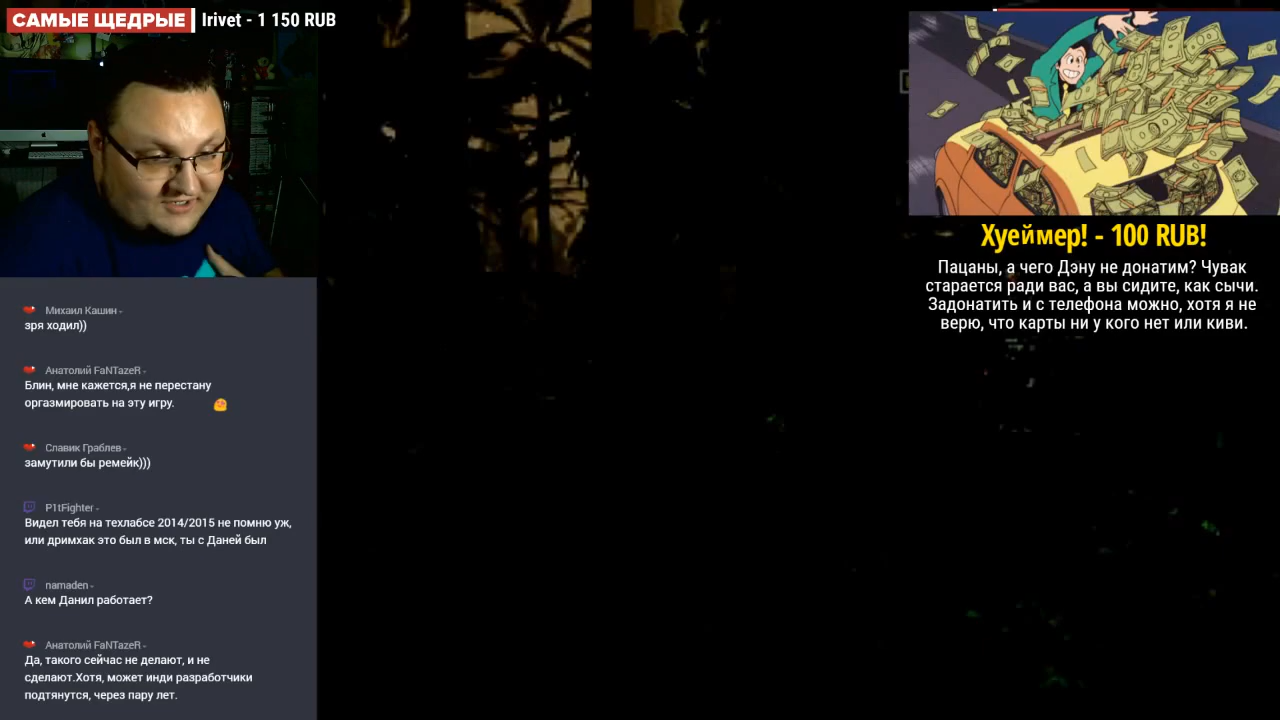 САМЫЕ ЩЕДРЫЕ Irivet - 1 150 RUB
Михаил Кашин
зря ходил))
Анатолий FaNTazeR
Блин, мне кажется,я не перестану
оргазмировать на эту игру.
Славик Граблев
замутили бы ремейк)))
P1tFighter
Видел тебя на техлабсе 2014/2015 не помню уж,
или дримхак это был в мск, ты с Даней был
namaden
А кем Данил работает?
Анатолий FaNTazeR
Да, такого сейчас не делают, и не
сделают.Хотя, может инди разработчики
подтянутся, через пару лет.
Хуеймер! - 100 RUB!
Пацаны, а чего Дэну не донатим? Чувак
старается ради вас, а вы сидите, как сычи.
Задонатить и с телефона можно, хотя я не
верю, что карты ни у кого нет или киви.